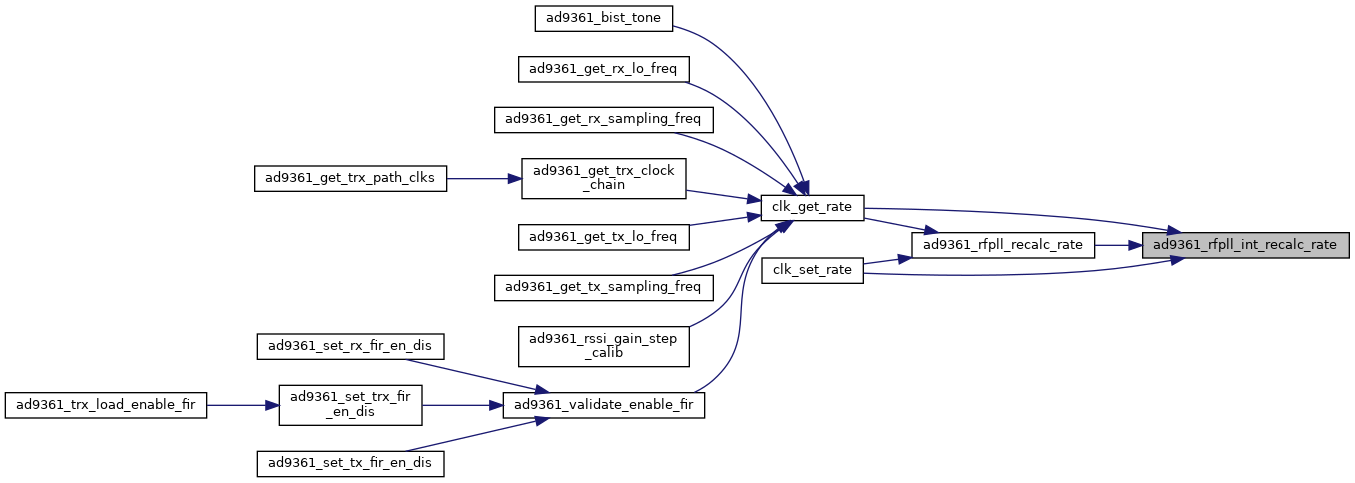 ad9361_bist_tone
ad9361_get_rx_lo_freq
ad9361_get_rx_sampling_freq
ad9361_get_trx_path_clks
ad9361_get_trx_clock
_chain
clk_get_rate
ad9361_get_tx_lo_freq
ad9361_rfpll_recalc_rate
ad9361_rfpll_int_recalc_rate
clk_set_rate
ad9361_get_tx_sampling_freq
ad9361_rssi_gain_step
_calib
ad9361_set_rx_fir_en_dis
ad9361_trx_load_enable_fir
ad9361_set_trx_fir
_en_dis
ad9361_validate_enable_fir
ad9361_set_tx_fir_en_dis